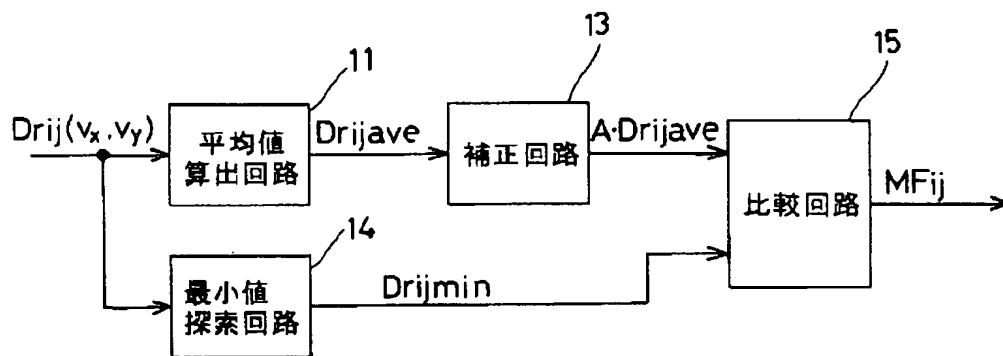 11
13
15
Drij(vx,vy)
平均値
算出回路
Drijave
補正回路
A・Drijave
比較回路
MFij
14
最小値
探索回路
Drijmin